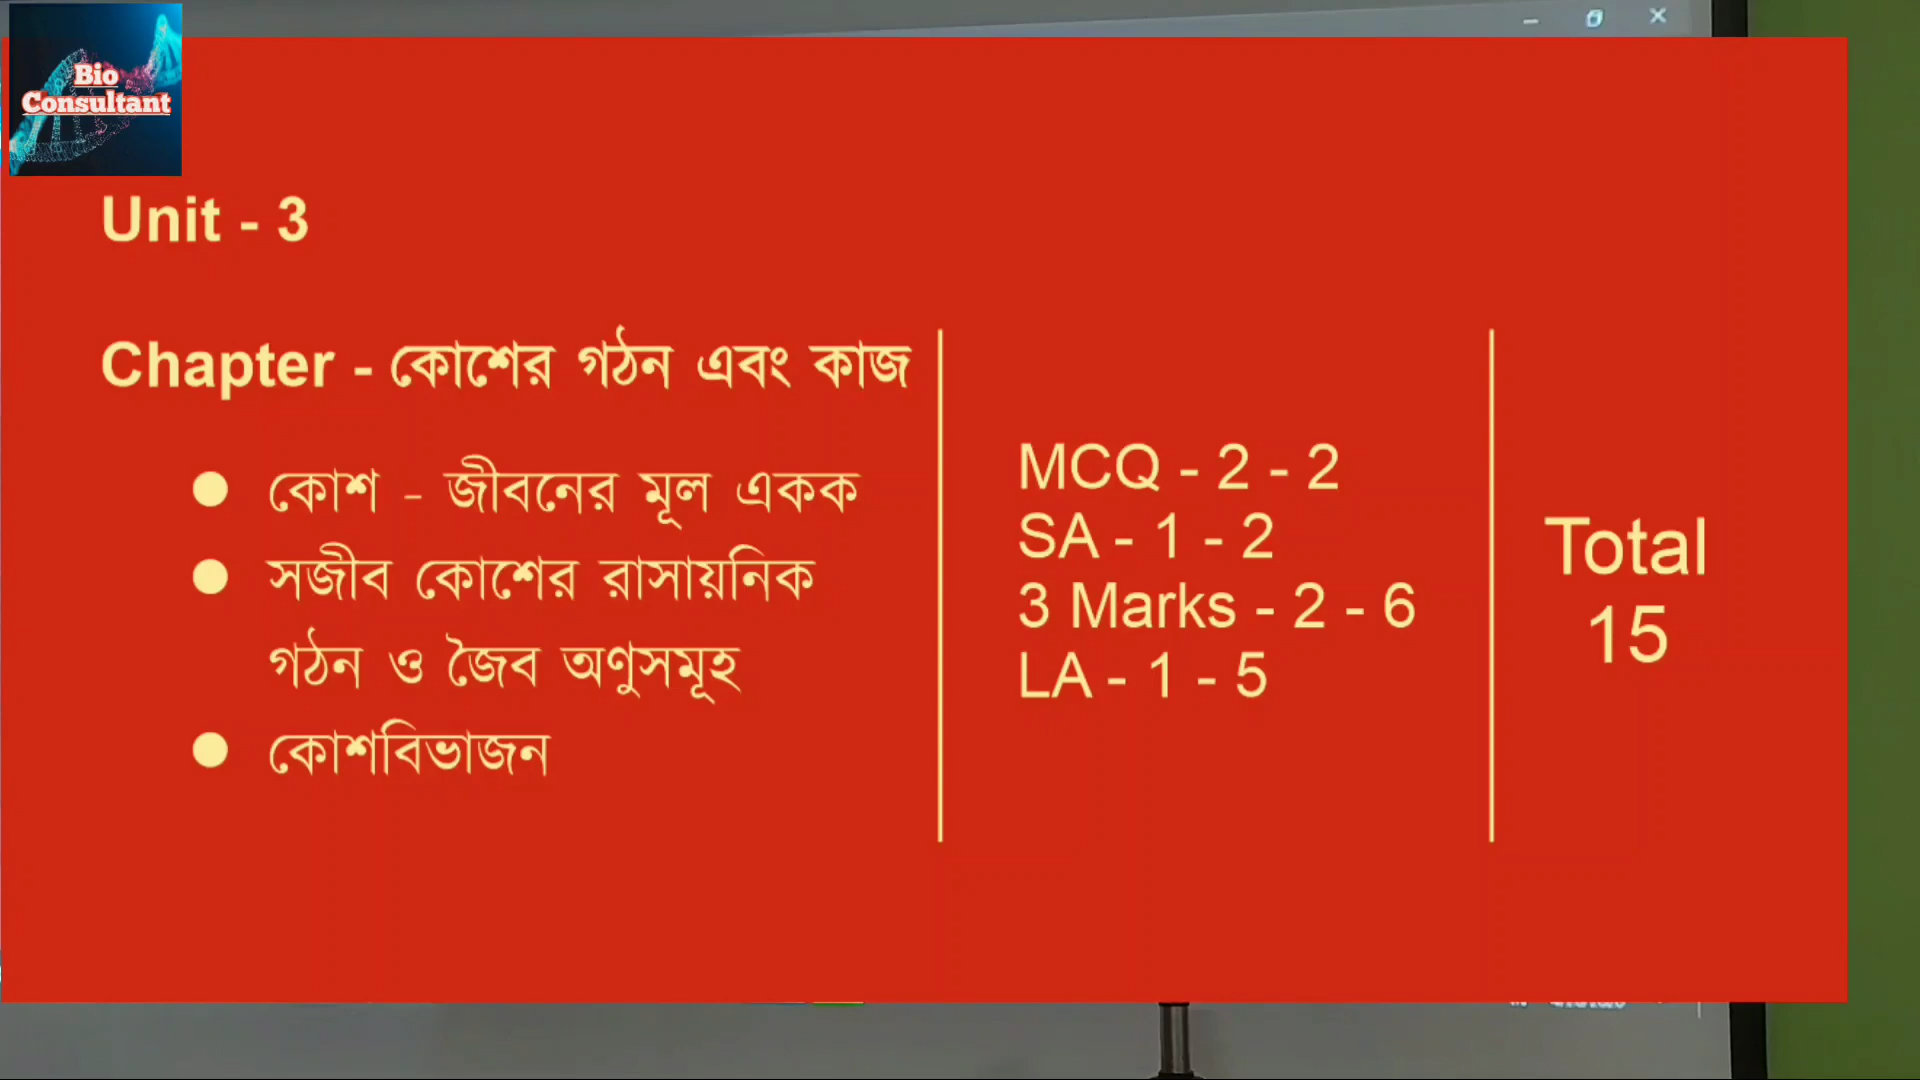 Bio
Consultant
Unit - 3
Chapter - কোশের গঠন এবং কাজ
কোশ - জীবনের মূল একক
সজীব কোশের রাসায়নিক
গঠন ও জৈব অণুসমূহ
কোশবিভাজন
MCQ - 2 - 2
SA - 1 - 2
3 Marks - 2 - 6
LA - 1 - 5
Total
15